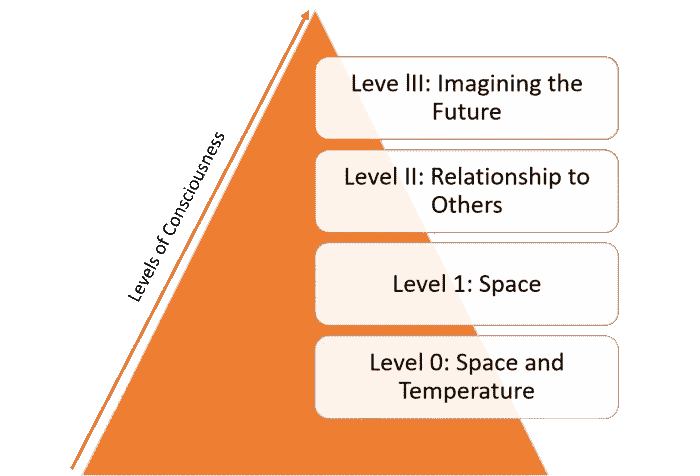 Levels of Consciousness
Leve lII: Imagining the
Future
Level II: Relationship to
Others
Level 1: Space
Level 0: Space and
Temperature